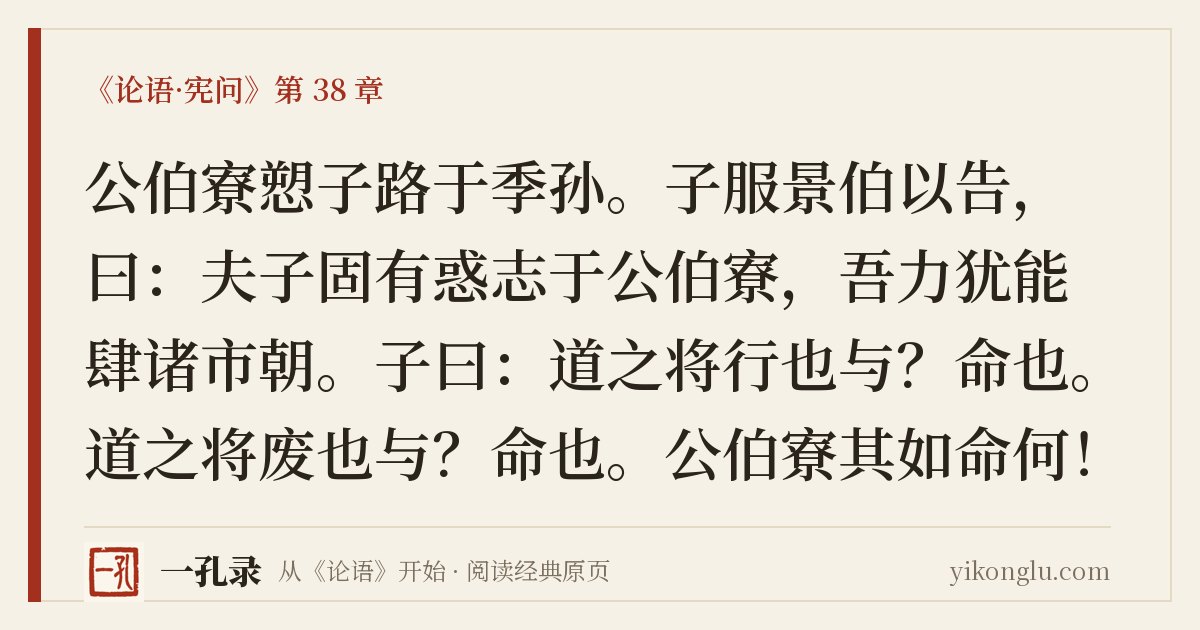 《论语·宪问》第 38 章
公伯寮愬子路于季孙。子服景伯以告，
曰：夫子固有惑志于公伯寮，吾力犹能
肆诸市朝。子曰：道之将行也与？命也。
道之将废也与？命也。公伯寮其如命何！
一孔
一孔录 从《论语》开始 · 阅读经典原页
yikonglu.com